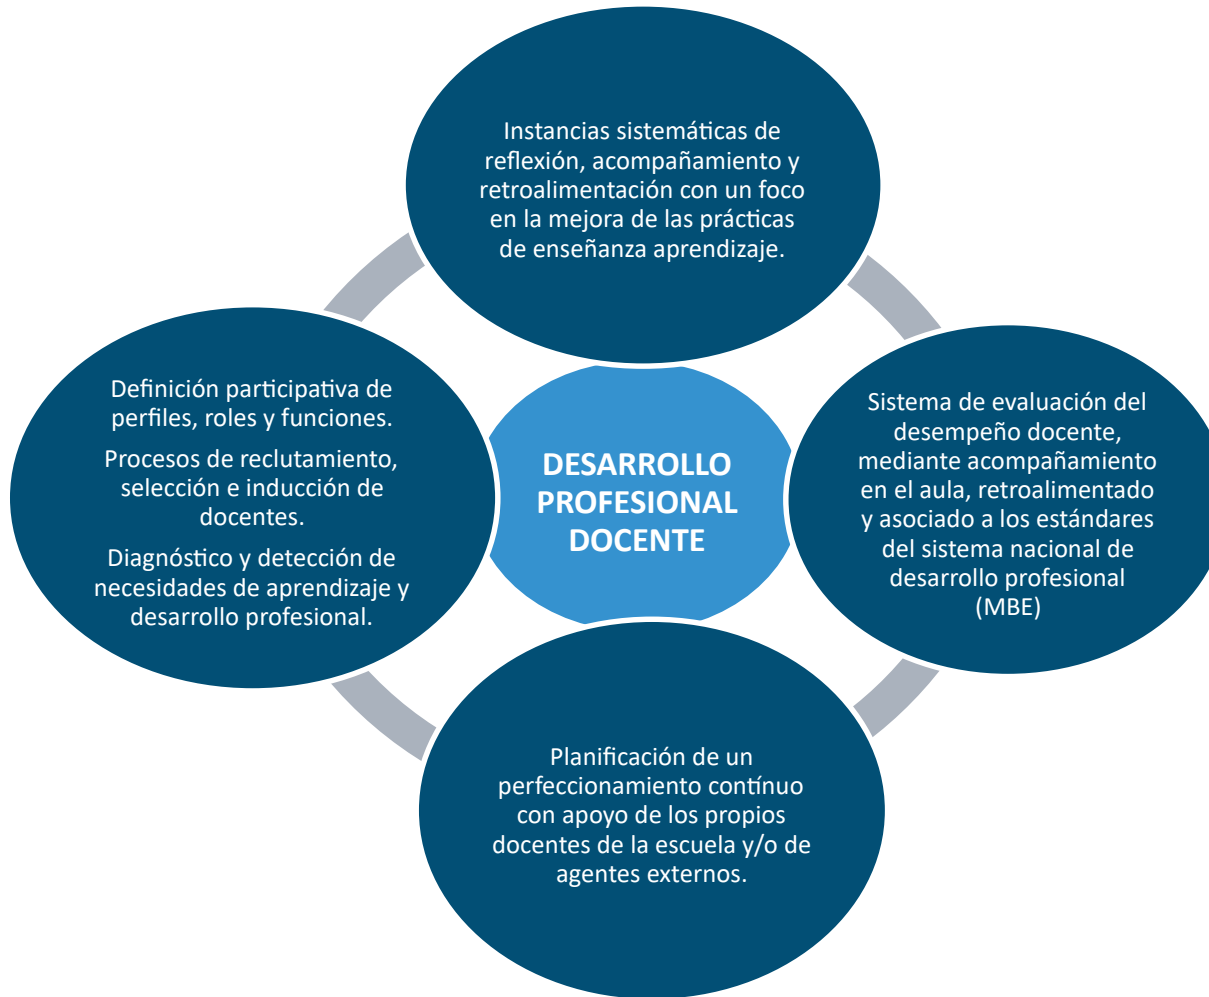 Instancias sistemáticas de
reflexión, acompañamiento y
retroalimentación con un foco
en la mejora de las prácticas
de enseñanza aprendizaje.
Definición participativa de
perfiles, roles y funciones.
Procesos de reclutamiento,
selección e inducción de
docentes.
Diagnóstico y detección de
necesidades de aprendizaje y
desarrollo profesional.
DESARROLLO
PROFESIONAL
DOCENTE
Sistema de evaluación del
desempeño docente,
mediante acompañamiento
en el aula, retroalimentado
y asociado a los estándares
del sistema nacional de
desarrollo profesional
(MBE)
Planificación de un
perfeccionamiento contínuo
con apoyo de los propios
docentes de la escuela y/o de
agentes externos.